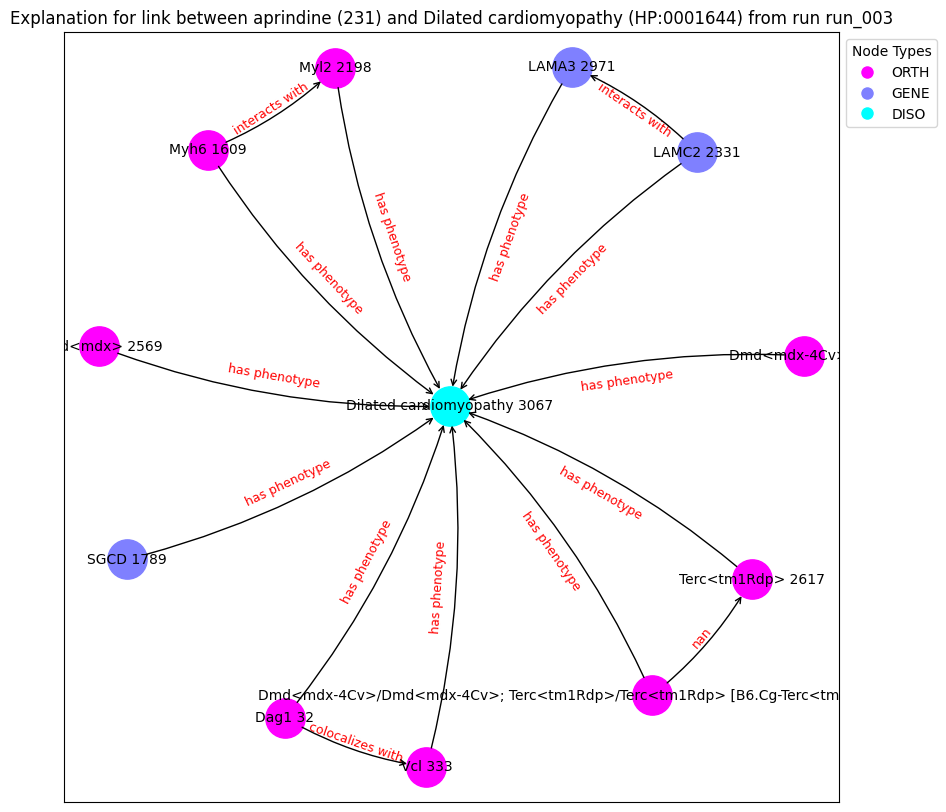 Explanation for link between aprindine (231) and Dilated cardiomyopathy (HP:0001644) from run run_003
Node Types
ORTH
GENE
DISO
Myl2 2198
LAMA3 2971
interacts with
interacts with
Myh6 1609
LAMC2 2331
has phenotype
has phenotype
has phenotype
has phenotype
d<mdx> 2569
Dmd<mdx-4Cv>
has phenotype
has phenotype
Dilated cardiomyopathy 3067
has phenotype
has phenotype
has phenotype
has phenotype
has phenotype
SGCD 1789
Terc<tm1Rdp> 2617
nan
Dmd<mdx-4Cv>/Dmd<mdx-4Cv>; Terc<tm1Rdp>/Terc<tm1Rdp> [B6.Cg-Terc<tm
Dag1 32
colocalizes with
Vcl 333